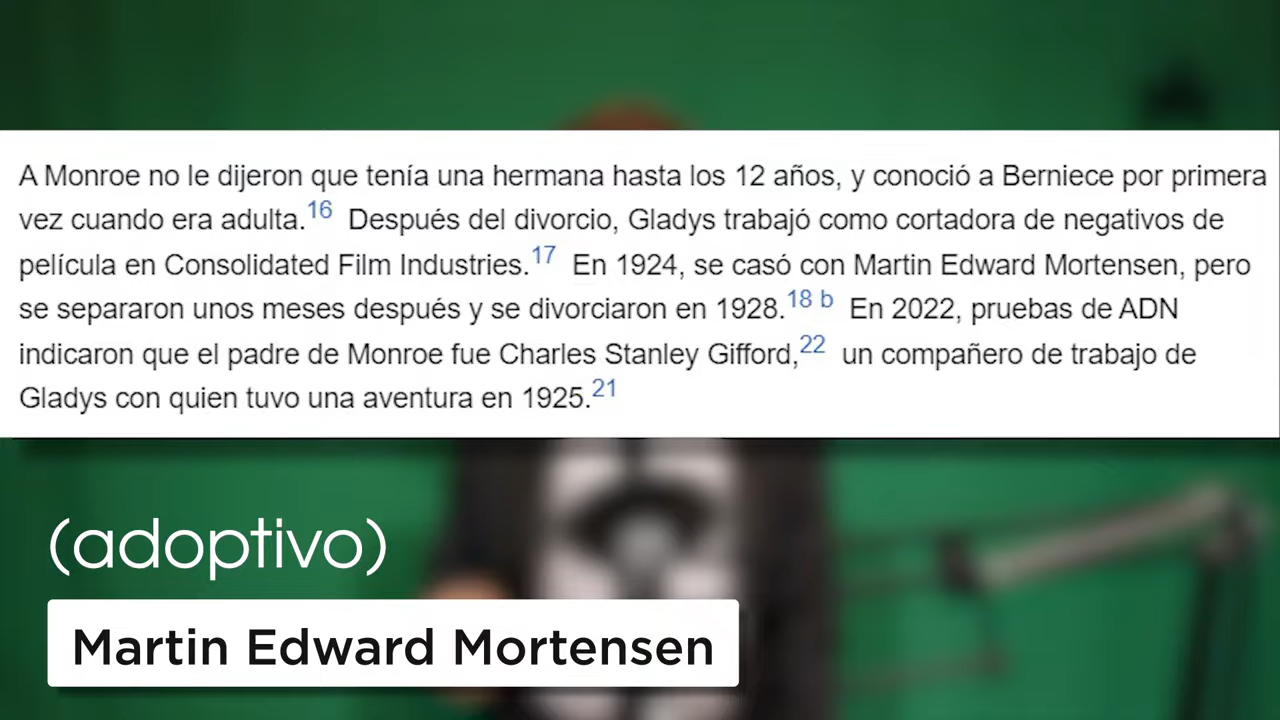 A Monroe no le dijeron que tenía una hermana hasta los 12 años, y conoció a Berniece por primera
vez cuando era adulta.16 Después del divorcio, Gladys trabajó como cortadora de negativos de
película en Consolidated Film Industries.17 En 1924, se casó con Martin Edward Mortensen, pero
se separaron unos meses después y se divorciaron en 1928.18 b En 2022, pruebas de ADN
indicaron que el padre de Monroe fue Charles Stanley Gifford,22 un compañero de trabajo de
Gladys con quien tuvo una aventura en 1925.21
(adoptivo)
Martin Edward Mortensen